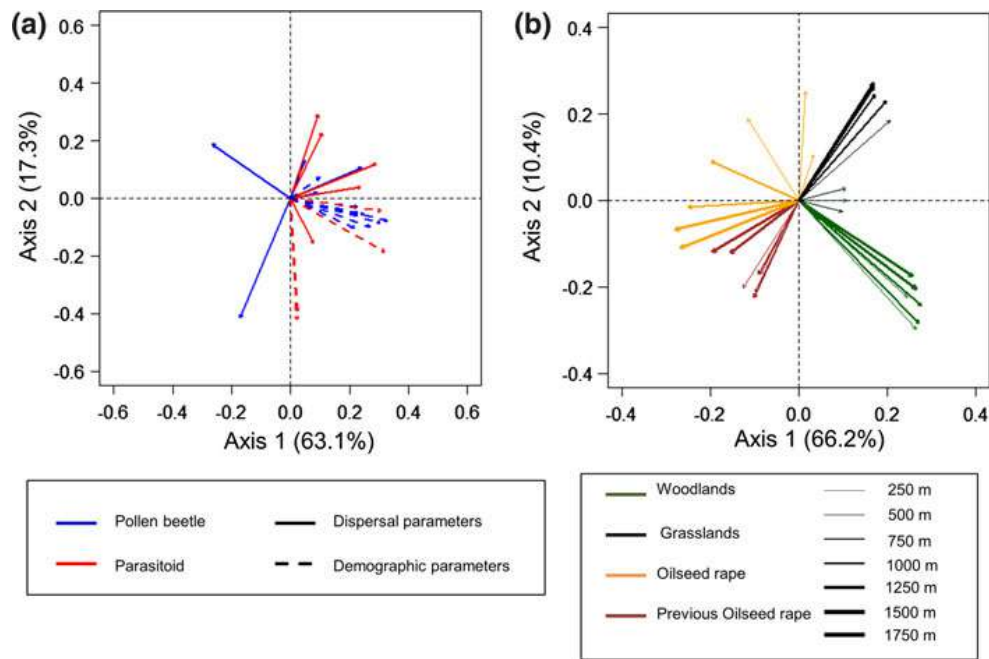 (a)
0.6
0.4
0.2
0.0
-0.2
-0.4
-0.6
Axis 2 (17.3%)
-0.6 -0.4 -0.2 0.0 0.2 0.4 0.6
Axis 1 (63.1%)
(b)
0.4
0.2
0.0
-0.2
-0.4
Axis 2 (10.4%)
-0.4 -0.2 0.0 0.2 0.4
Axis 1 (66.2%)
Pollen beetle Dispersal parameters
Parasitoid Demographic parameters
Woodlands
Grasslands
Oilseed rape
Previous Oilseed rape
250 m
500 m
750 m
1000 m
1250 m
1500 m
1750 m